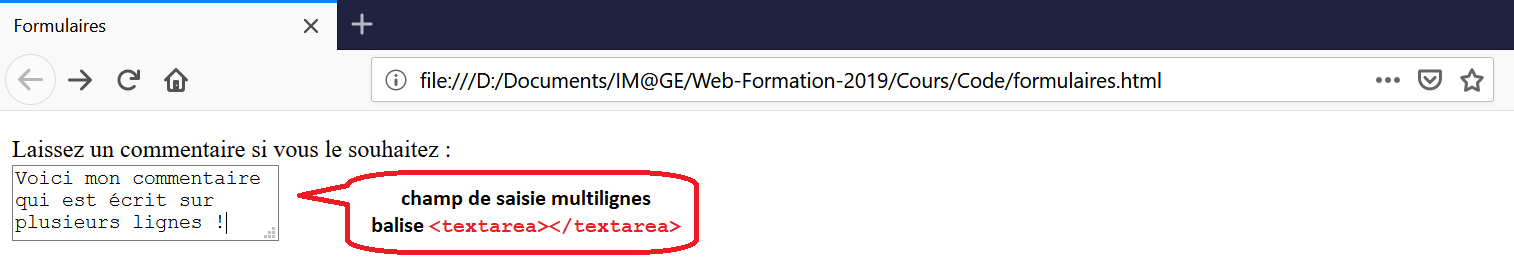 Formulaires
file:///D:/Documents/IM@GE/Web-Formation-2019/Cours/Code/formulaires.html
Laissez un commentaire si vous le souhaitez :
Voici mon commentaire
qui est écrit sur
plusieurs lignes !
champ de saisie multilignes
balise <textarea></textarea>